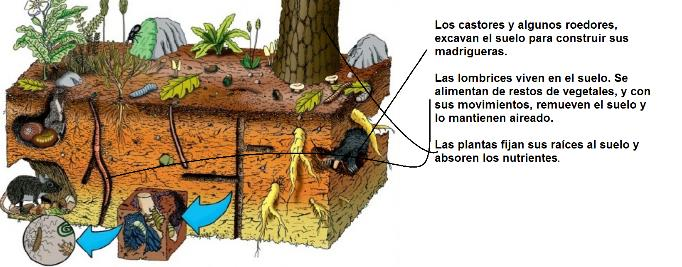 Los castores y algunos roedores,
excavan el suelo para construir sus
madrigueras.
Las lombrices viven en el suelo. Se
alimentan de restos de vegetales, y con
sus movimientos, remueven el suelo y
lo mantienen aireado.
Las plantas fijan sus raíces al suelo y
absoren los nutrientes.